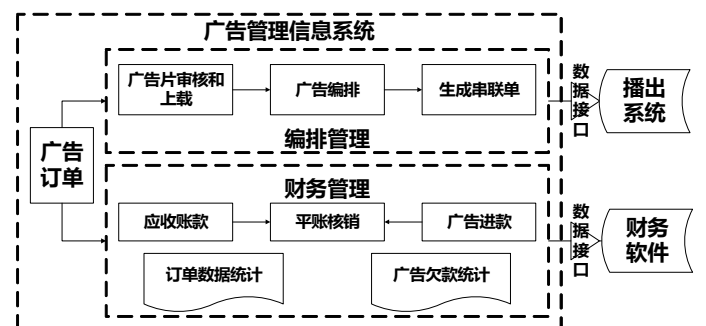 广告管理信息系统
广告片审核和
上载
广告编排
生成串联单
编排管理
数
据
接
口
播出
系统
广告
订单
财务管理
应收账款
平账核销
广告进款
订单数据统计
广告欠款统计
数
据
接
口
财务
软件